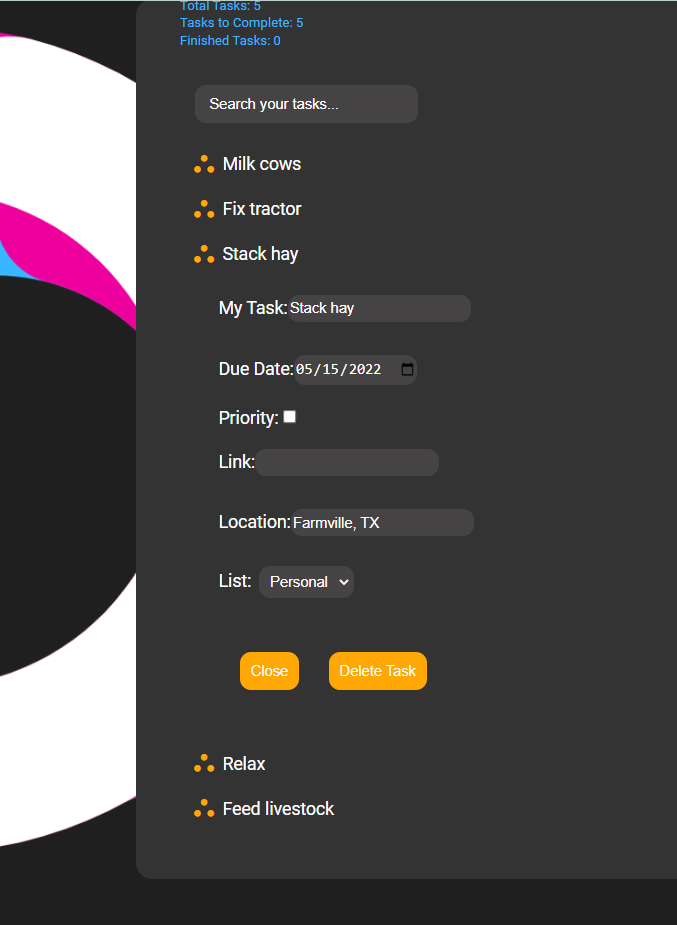 Total Tasks: 5
Tasks to Complete: 5
Finished Tasks: 0
Search your tasks...
Milk cows
Fix tractor
Stack hay
My Task: Stack hay
Due Date: 05/15/2022
Priority:
Link:
Location: Farmville, TX
List: Personal
Close Delete Task
Relax
Feed livestock